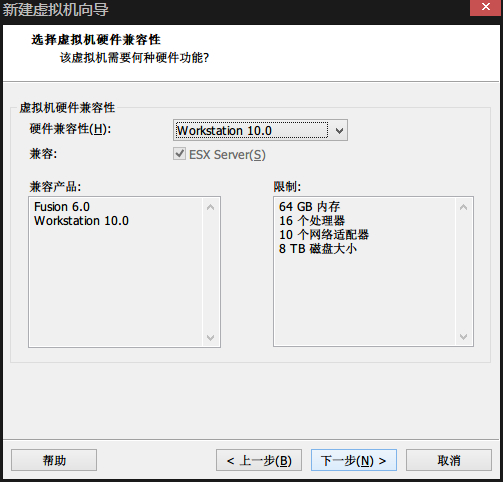 新建虚拟机向导
选择虚拟机硬件兼容性
该虚拟机需要何种硬件功能?
虚拟机硬件兼容性
硬件兼容性(H):
Workstation 10.0
兼容:
ESX Server(S)
兼容产品:
Fusion 6.0
Workstation 10.0
限制:
64 GB 内存
16 个处理器
10 个网络适配器
8 TB 磁盘大小
帮助
< 上一步(B)
下一步(N) >
取消